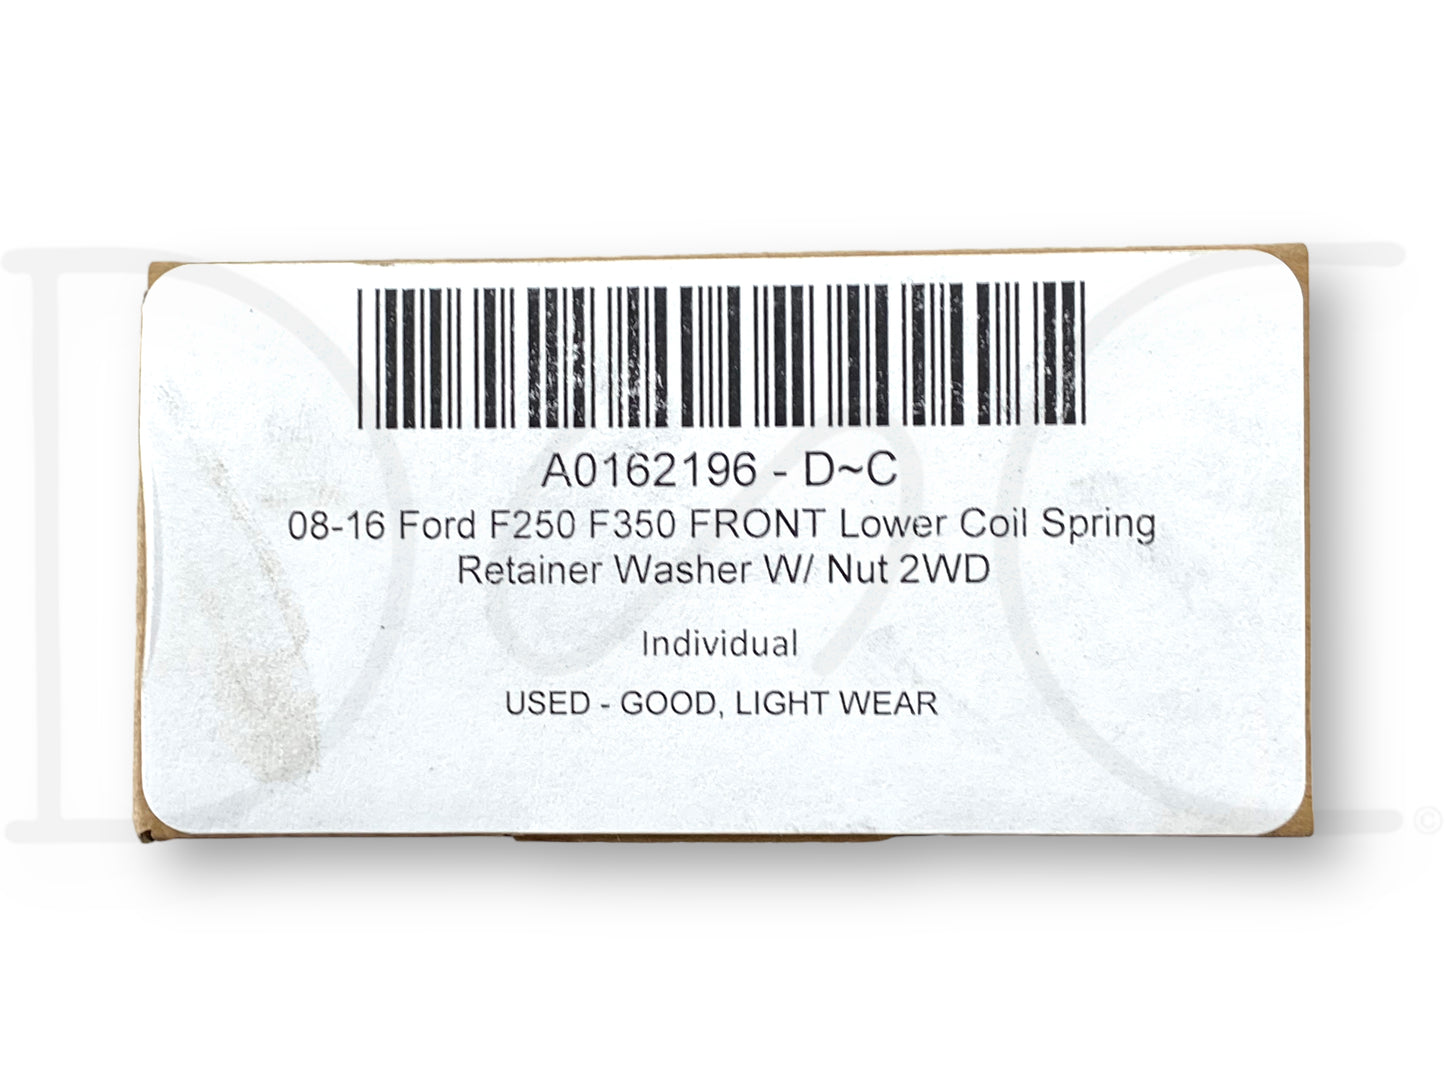 A0162196 - D~C
08-16 Ford F250 F350 FRONT Lower Coil Spring
Retainer Washer W/ Nut 2WD
Individual
USED - GOOD, LIGHT WEAR
D~C
©